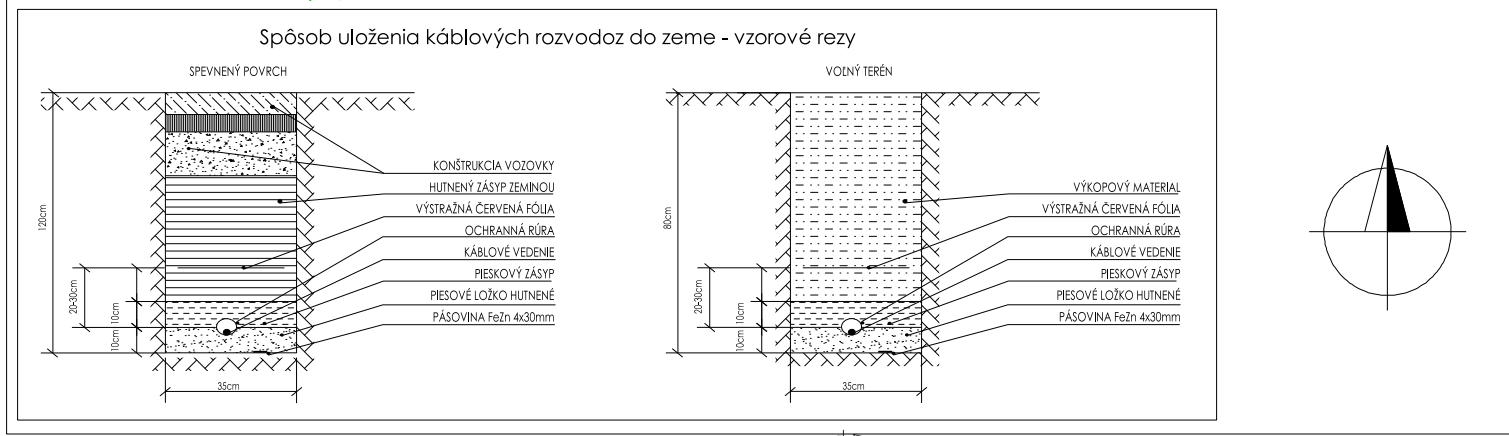 Spôsob uloženia káblových rozvodoz do zeme - vzorové rezy
SPEVNENÝ POVRCH
120cm
20-30cm
10cm
10cm
35cm
KONŠTRUKCIA VOZOVKY
HUTNENÝ ZÁSYP ZEMINOU
VÝSTRAŽNÁ ČERVENÁ FÓLIA
OCHRANNÁ RÚRA
KÁBLOVÉ VEDENIE
PIESKOVÝ ZÁSYP
PIESOVÉ LOŽKO HUTNENÉ
PÁSOVINA FeZn 4x30mm
VOĽNÝ TERÉN
80cm
20-30cm
10cm
10cm
35cm
VÝKOPOVÝ MATERIAL
VÝSTRAŽNÁ ČERVENÁ FÓLIA
OCHRANNÁ RÚRA
KÁBLOVÉ VEDENIE
PIESKOVÝ ZÁSYP
PIESOVÉ LOŽKO HUTNENÉ
PÁSOVINA FeZn 4x30mm